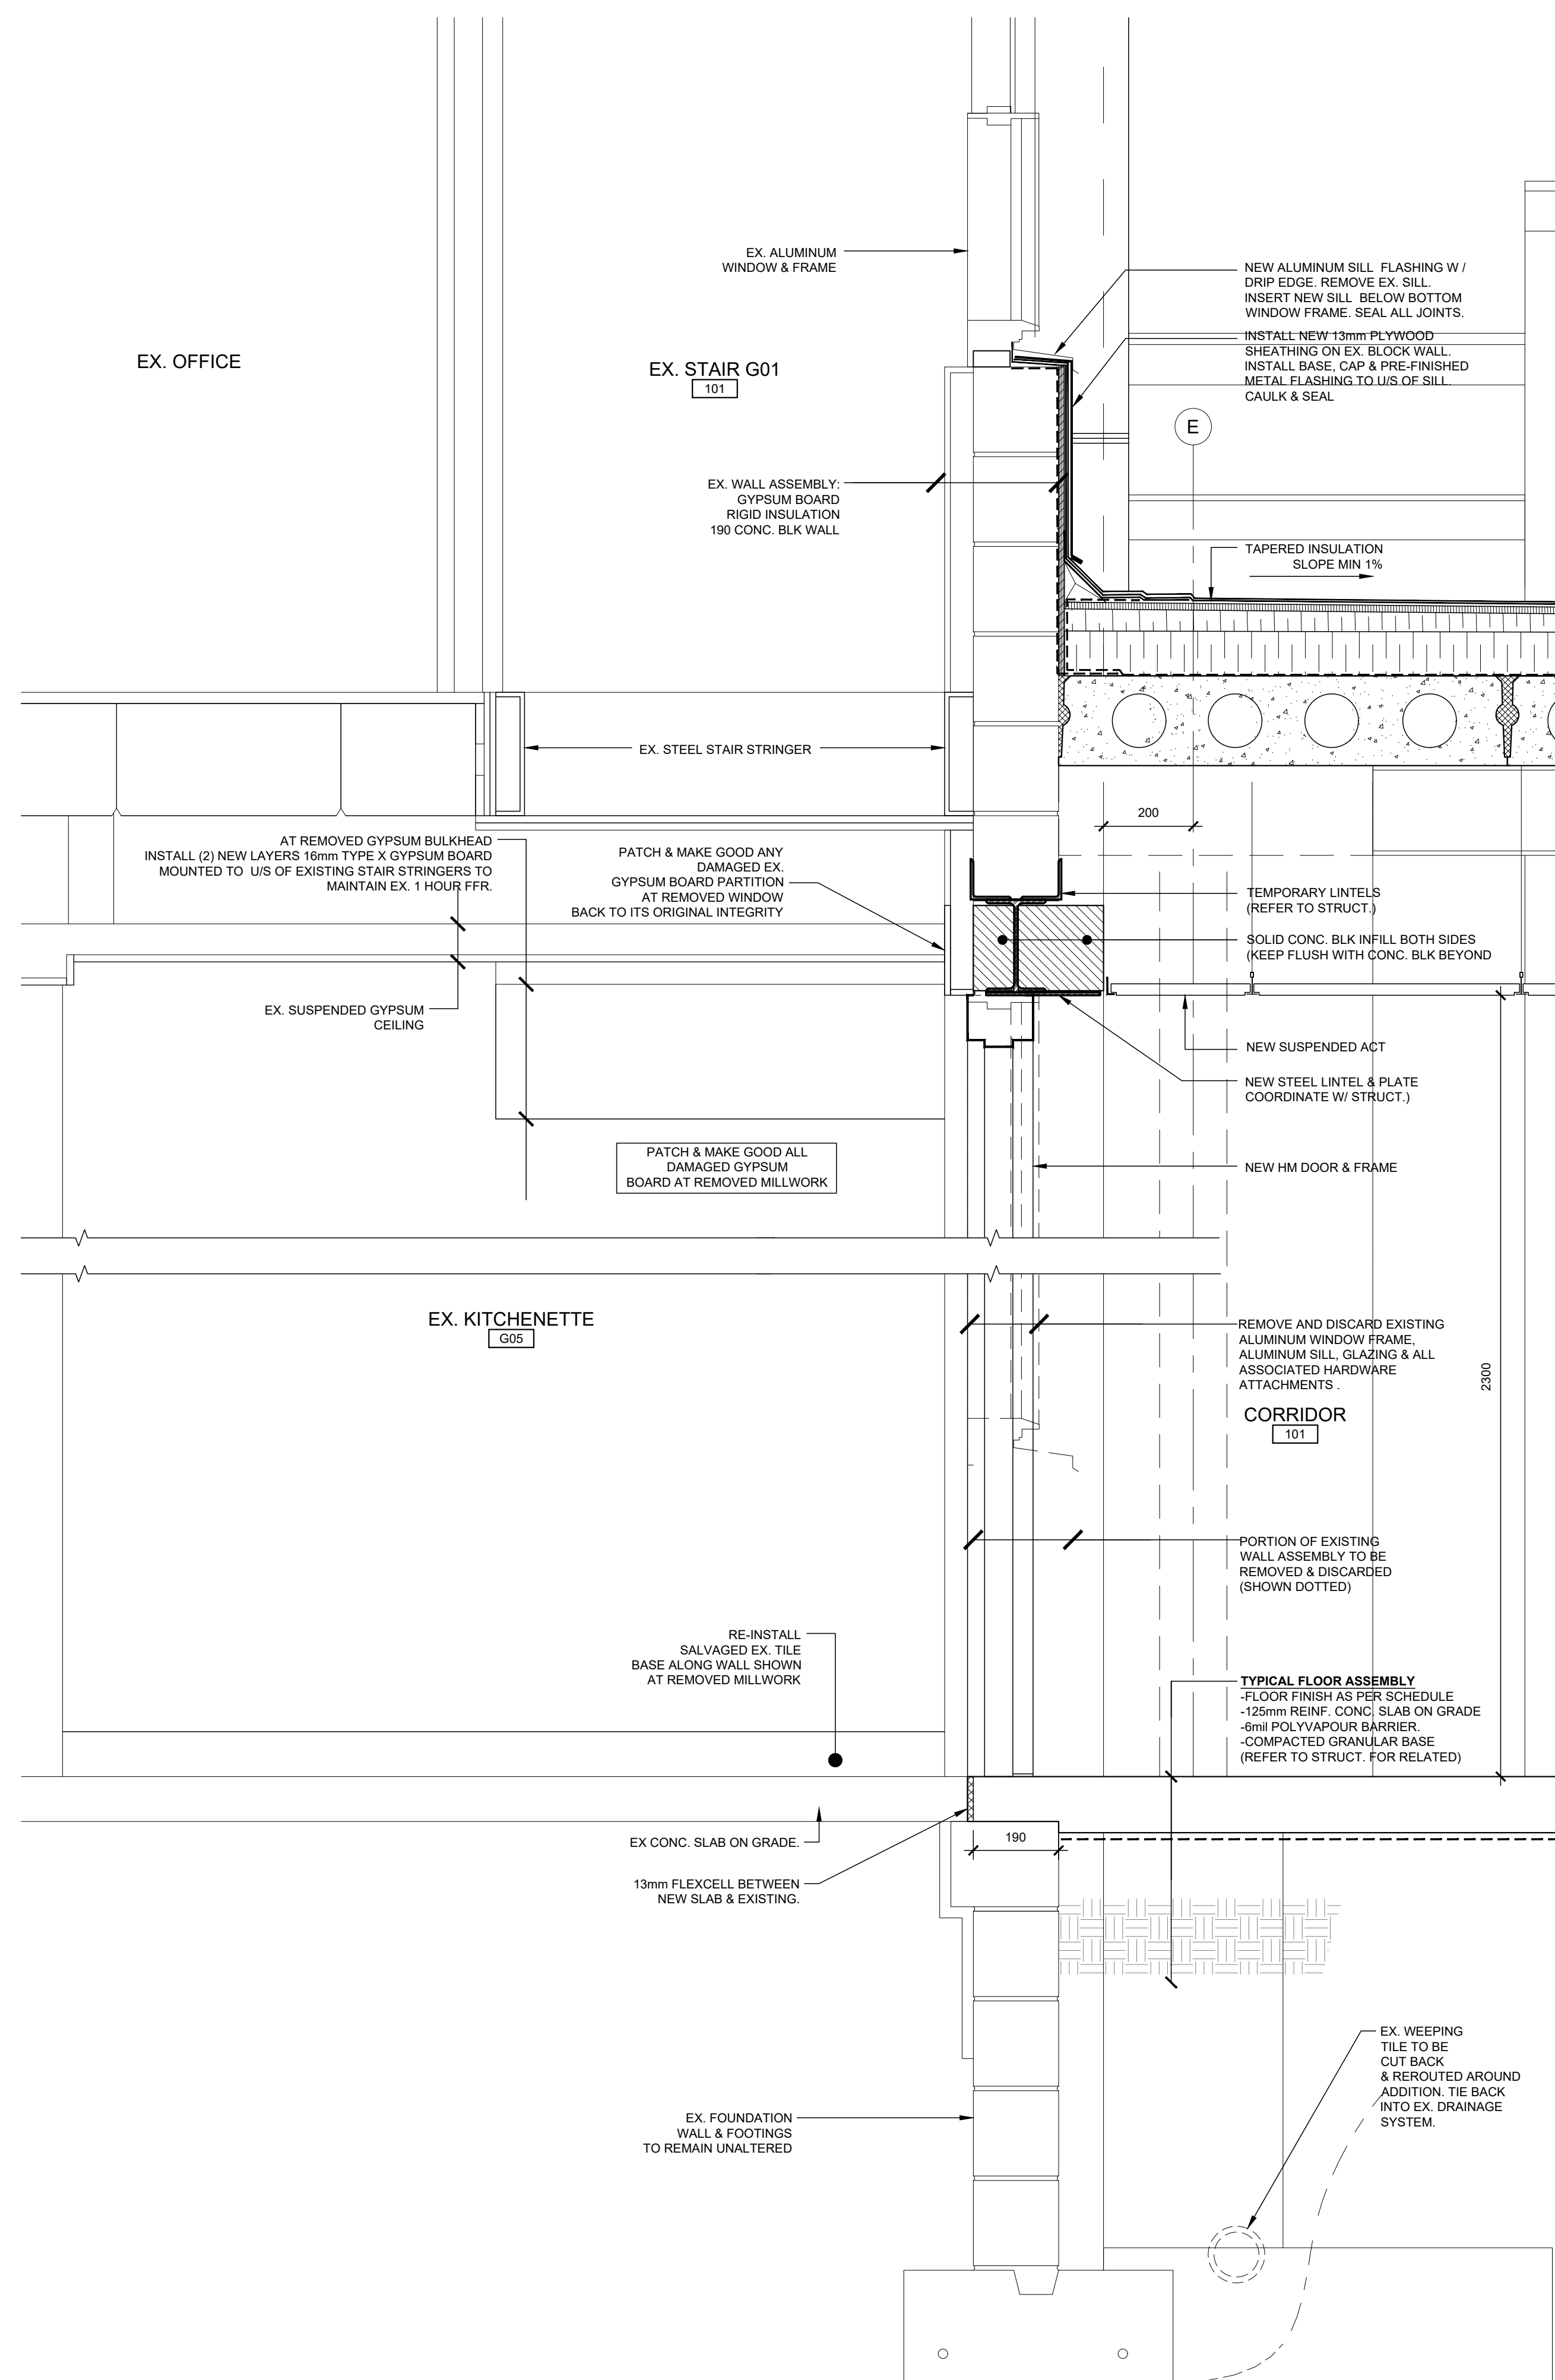 EX. ALUMINUM
WINDOW & FRAME
NEW ALUMINUM SILL FLASHING W /
DRIP EDGE. REMOVE EX. SILL.
INSERT NEW SILL BELOW BOTTOM
WINDOW FRAME. SEAL ALL JOINTS.
INSTALL NEW 13mm PLYWOOD
SHEATHING ON EX. BLOCK WALL.
INSTALL BASE, CAP & PRE-FINISHED
METAL FLASHING TO U/S OF SILL.
CAULK & SEAL
EX. OFFICE
EX. STAIR G01
101
E
EX. WALL ASSEMBLY:
GYPSUM BOARD
RIGID INSULATION
190 CONC. BLK WALL
TAPERED INSULATION
SLOPE MIN 1%
EX. STEEL STAIR STRINGER
200
AT REMOVED GYPSUM BULKHEAD
INSTALL (2) NEW LAYERS 16mm TYPE X GYPSUM BOARD
MOUNTED TO U/S OF EXISTING STAIR STRINGERS TO
MAINTAIN EX. 1 HOUR FFR.
PATCH & MAKE GOOD ANY
DAMAGED EX.
GYPSUM BOARD PARTITION
AT REMOVED WINDOW
BACK TO ITS ORIGINAL INTEGRITY
TEMPORARY LINTELS
(REFER TO STRUCT.)
SOLID CONC. BLK INFILL BOTH SIDES
(KEEP FLUSH WITH CONC. BLK BEYOND
EX. SUSPENDED GYPSUM
CEILING
NEW SUSPENDED ACT
NEW STEEL LINTEL & PLATE
COORDINATE W/ STRUCT.)
PATCH & MAKE GOOD ALL
DAMAGED GYPSUM
BOARD AT REMOVED MILLWORK
NEW HM DOOR & FRAME
EX. KITCHENETTE
G05
REMOVE AND DISCARD EXISTING
ALUMINUM WINDOW FRAME,
ALUMINUM SILL, GLAZING & ALL
ASSOCIATED HARDWARE
ATTACHMENTS .
2300
CORRIDOR
101
PORTION OF EXISTING
WALL ASSEMBLY TO BE
REMOVED & DISCARDED
(SHOWN DOTTED)
RE-INSTALL
SALVAGED EX. TILE
BASE ALONG WALL SHOWN
AT REMOVED MILLWORK
TYPICAL FLOOR ASSEMBLY
-FLOOR FINISH AS PER SCHEDULE
-125mm REINF. CONC. SLAB ON GRADE
-6mil POLYVAPOUR BARRIER.
-COMPACTED GRANULAR BASE
(REFER TO STRUCT. FOR RELATED)
EX CONC. SLAB ON GRADE.
190
13mm FLEXCELL BETWEEN
NEW SLAB & EXISTING.
EX. WEEPING
TILE TO BE
CUT BACK
& REROUTED AROUND
ADDITION. TIE BACK
INTO EX. DRAINAGE
SYSTEM.
EX. FOUNDATION
WALL & FOOTINGS
TO REMAIN UNALTERED